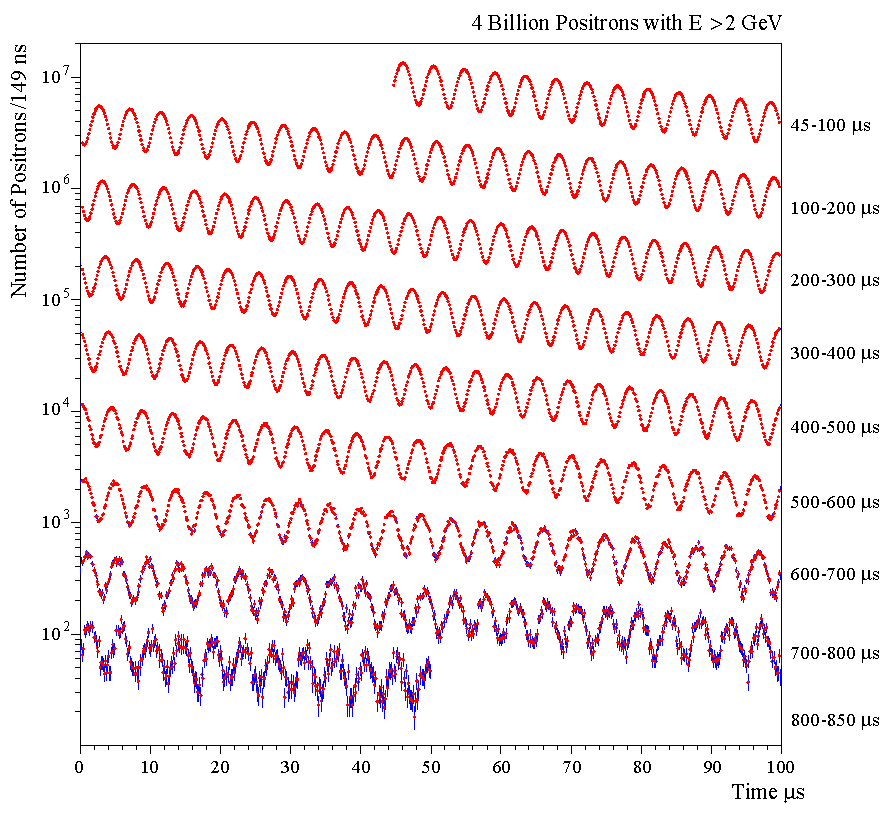 4 Billion Positrons with E >2 GeV
Number of Positrons/149 ns
10^7
10^6
10^5
10^4
10^3
10^2
45-100 μs
100-200 μs
200-300 μs
300-400 μs
400-500 μs
500-600 μs
600-700 μs
700-800 μs
800-850 μs
0 10 20 30 40 50 60 70 80 90 100
Time μs